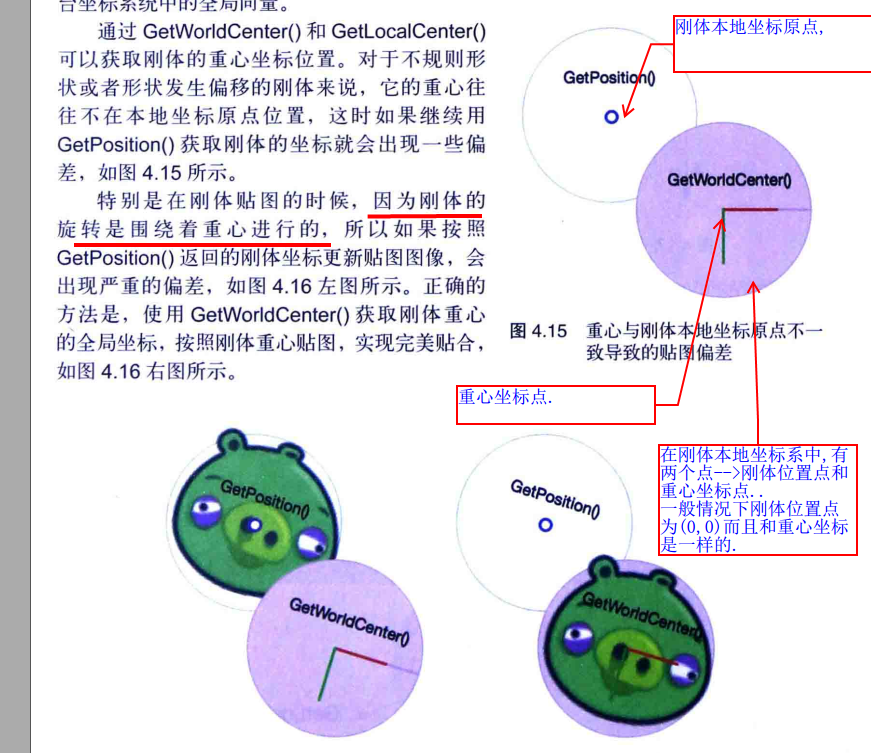 台坐标系统中的全局向量。
通过 GetWorldCenter() 和 GetLocalCenter()
可以获取刚体的重心坐标位置。对于不规则形
状或者形状发生偏移的刚体来说，它的重心往
往不在本地坐标原点位置，这时如果继续用
GetPosition() 获取刚体的坐标就会出现一些偏
差，如图 4.15 所示。
特别是在刚体贴图的时候，因为刚体的
旋转是围绕着重心进行的，所以如果按照
GetPosition() 返回的刚体坐标更新贴图图像，会
出现严重的偏差，如图 4.16 左图所示。正确的
方法是，使用 GetWorldCenter() 获取刚体重心
的全局坐标，按照刚体重心贴图，实现完美贴合，
如图 4.16 右图所示。
刚体本地坐标原点,
GetPosition()
GetWorldCenter()
图 4.15 重心与刚体本地坐标原点不一
致导致的贴图偏差
重心坐标点.
在刚体本地坐标系中,有
两个点-->刚体位置点和
重心坐标点..
一般情况下刚体位置点
为(0,0)而且和重心坐标
是一样的.
GetPosition()
GetWorldCenter()
GetPosition()
GetWorldCenter()